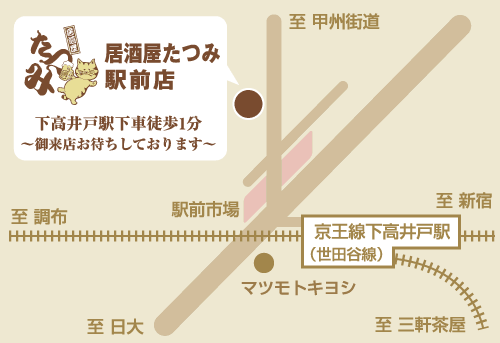 たつみ
居酒屋たつみ
駅前店
下高井戸駅下車徒歩1分
～御来店お待ちしております～
至 甲州街道
駅前市場
至 新宿
至 調布
京王線下高井戸駅
(世田谷線)
マツモトキヨシ
至 日大
至 三軒茶屋